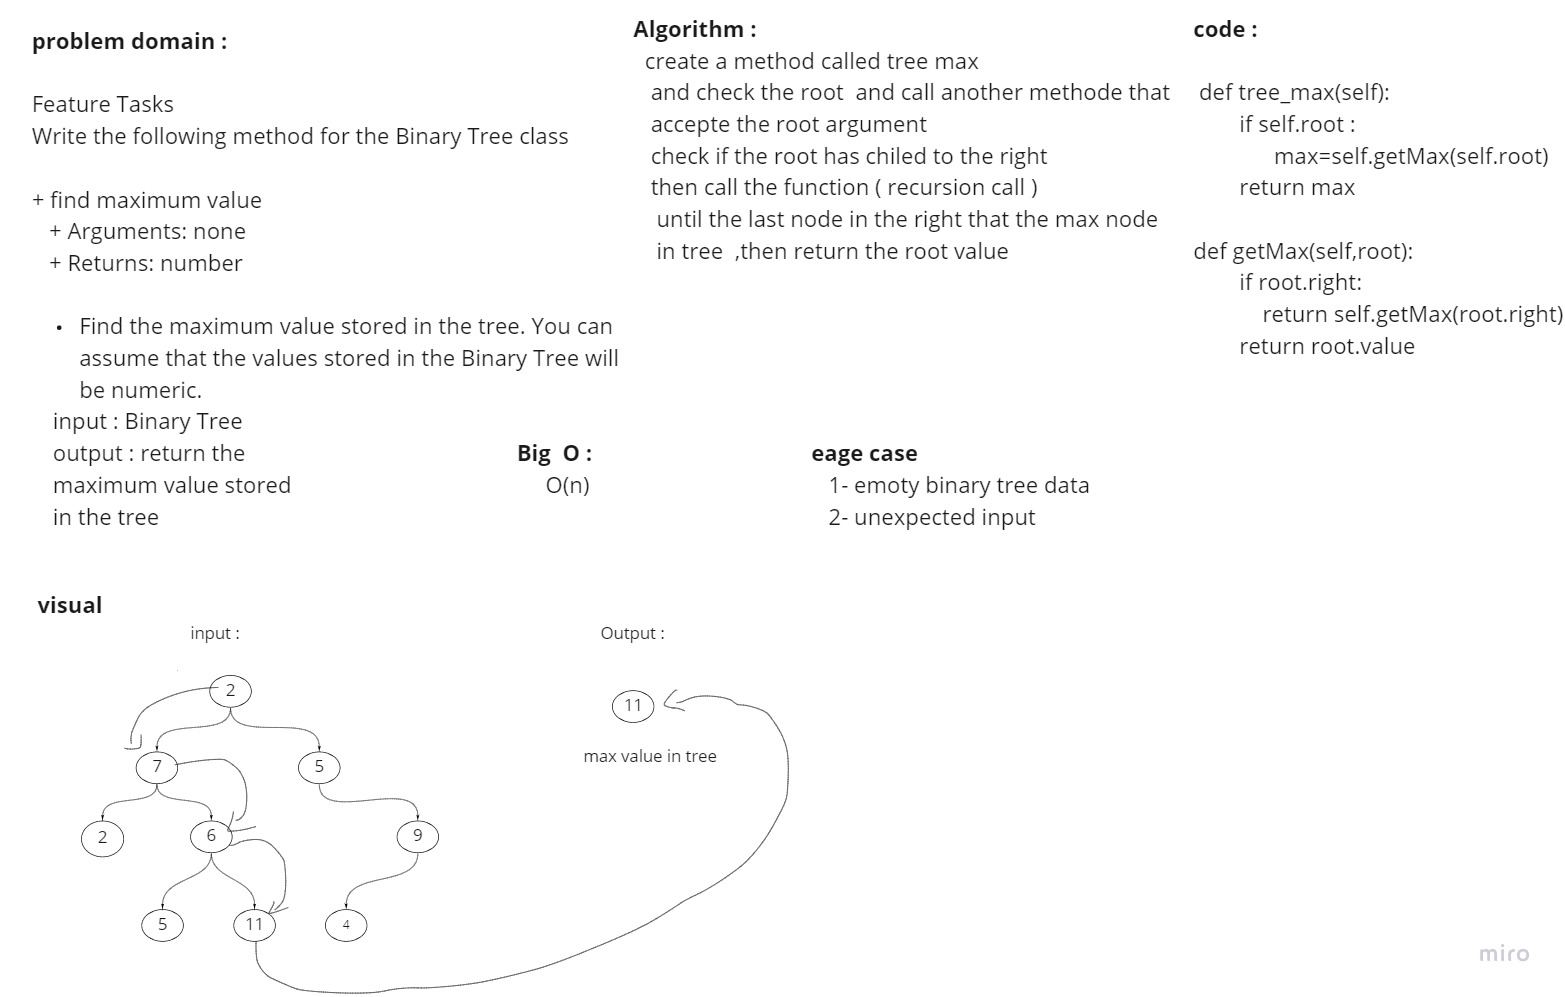 problem domain :
Feature Tasks
Write the following method for the Binary Tree class
+ find maximum value
+ Arguments: none
+ Returns: number
• Find the maximum value stored in the tree. You can
assume that the values stored in the Binary Tree will
be numeric.
input : Binary Tree
output : return the
maximum value stored
in the tree
Algorithm :
create a method called tree max
and check the root and call another methode that
accepte the root argument
check if the root has chiled to the right
then call the function ( recursion call )
until the last node in the right that the max node
in tree ,then return the root value
code :
def tree_max(self):
if self.root :
max=self.getMax(self.root)
return max
def getMax(self,root):
if root.right:
return self.getMax(root.right)
return root.value
Big O :
O(n)
eage case
1- emoty binary tree data
2- unexpected input
visual
input :
2
7
5
2
6
9
5
11
4
Output :
11
max value in tree
miro